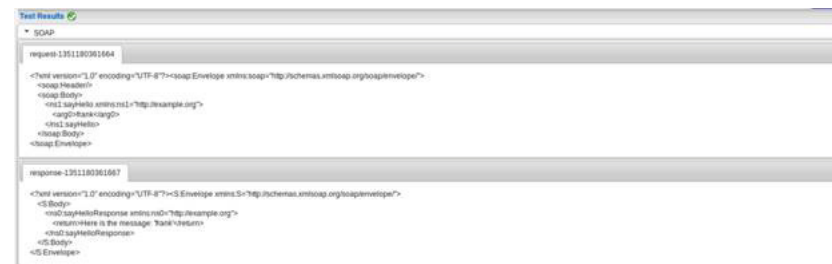 Test Results
SOAP
request-1351180361664
<?xml version="1.0" encoding="UTF-8"?><soap:Envelope xmlns:soap="http://schemas.xmlsoap.org/soap/envelope/">
<soap:Header/>
<soap:Body>
<ns1:sayHello xmlns:ns1="http://example.org">
<arg0>frank</arg0>
</ns1:sayHello>
</soap:Body>
</soap:Envelope>
response-1351180361667
<?xml version="1.0" encoding="UTF-8"?><S:Envelope xmlns:S="http://schemas.xmlsoap.org/soap/envelope/">
<S:Body>
<ns0:sayHelloResponse xmlns:ns0="http://example.org">
<return>Here is the message: 'frank'</return>
</ns0:sayHelloResponse>
</S:Body>
</S:Envelope>